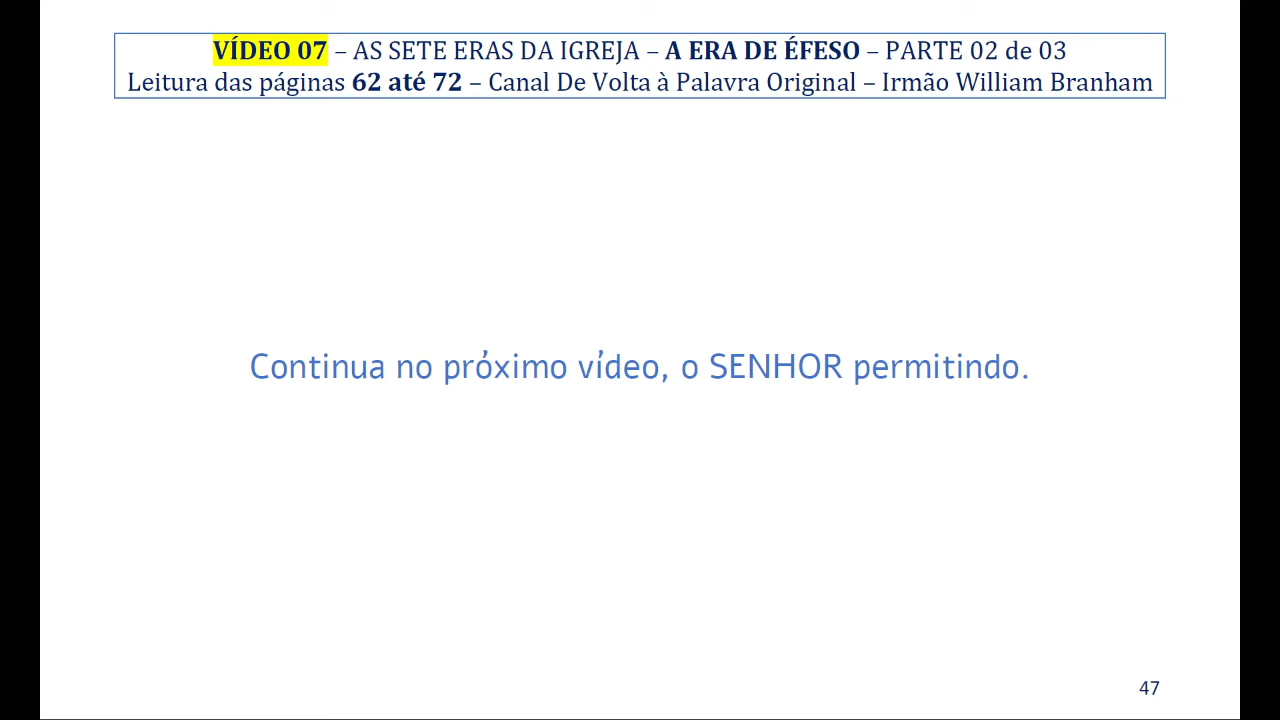 VÍDEO 07 – AS SETE ERAS DA IGREJA – A ERA DE ÉFESO – PARTE 02 de 03
Leitura das páginas 62 até 72 – Canal De Volta à Palavra Original – Irmão William Branham
Continua no próximo vídeo, o SENHOR permitindo.
47